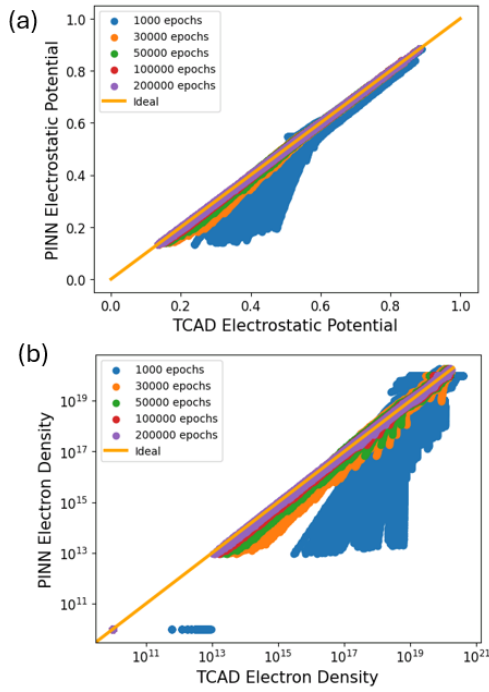 (a)
1.0
0.8
0.6
0.4
0.2
0.0
PINN Electrostatic Potential
1000 epochs
30000 epochs
50000 epochs
100000 epochs
200000 epochs
Ideal
0.0 0.2 0.4 0.6 0.8 1.0
TCAD Electrostatic Potential
(b)
10¹⁹
10¹⁷
10¹⁵
10¹³
10¹¹
PINN Electron Density
1000 epochs
30000 epochs
50000 epochs
100000 epochs
200000 epochs
Ideal
10¹¹ 10¹³ 10¹⁵ 10¹⁷ 10¹⁹ 10²¹
TCAD Electron Density